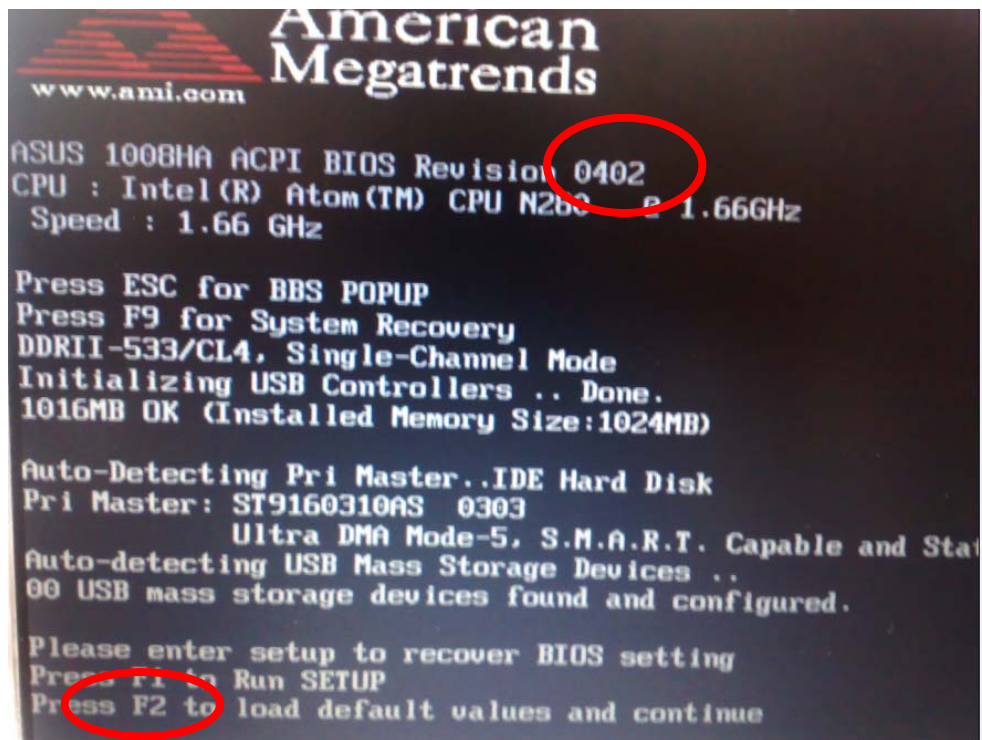 American
Megatrends
www.ami.com
ASUS 1008HA ACPI BIOS Revision 0402
CPU : Intel(R) Atom(TM) CPU N280 @ 1.66GHz
Speed : 1.66 GHz
Press ESC for BBS POPUP
Press F9 for System Recovery
DDRII-533/CL4, Single-Channel Mode
Initializing USB Controllers .. Done.
1016MB OK (Installed Memory Size:1024MB)
Auto-Detecting Pri Master..IDE Hard Disk
Pri Master: ST9160310AS 0303
Ultra DMA Mode-5, S.M.A.R.T. Capable and Stat
Auto-detecting USB Mass Storage Devices ..
00 USB mass storage devices found and configured.
Please enter setup to recover BIOS setting
Press F1 to Run SETUP
Press F2 to load default values and continue